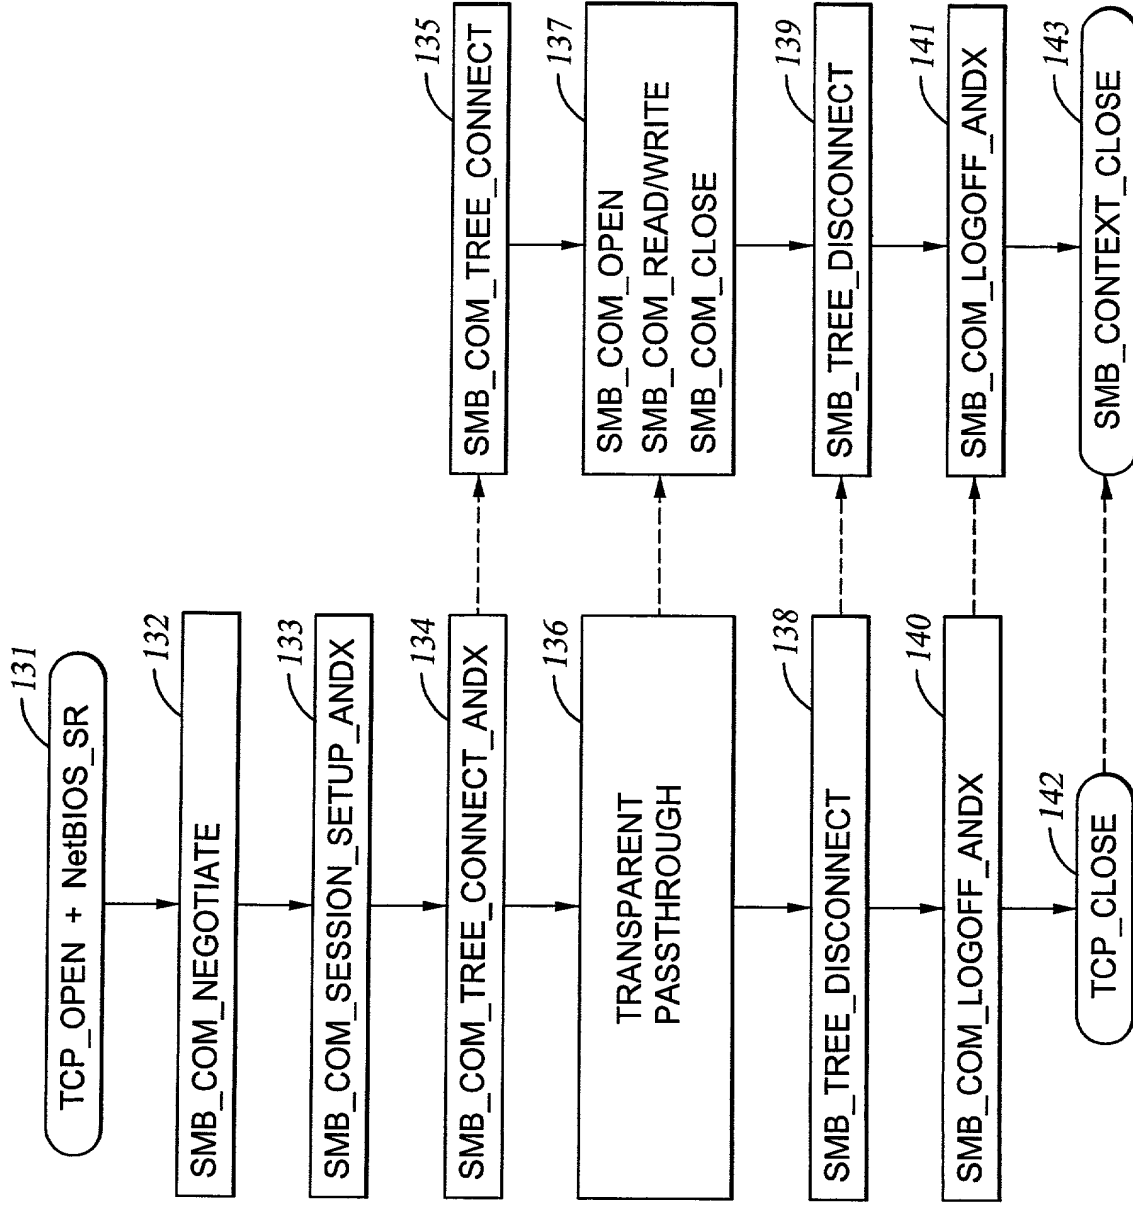 131
TCP_OPEN + NetBIOS_SR
132
SMB_COM_NEGOTIATE
133
SMB_COM_SESSION_SETUP_ANDX
134
SMB_COM_TREE_CONNECT_ANDX
135
SMB_COM_TREE_CONNECT
136
TRANSPARENT
PASSTHROUGH
137
SMB_COM_OPEN
SMB_COM_READ/WRITE
SMB_COM_CLOSE
138
SMB_TREE_DISCONNECT
139
SMB_TREE_DISCONNECT
140
SMB_COM_LOGOFF_ANDX
141
SMB_COM_LOGOFF_ANDX
142
TCP_CLOSE
143
SMB_CONTEXT_CLOSE